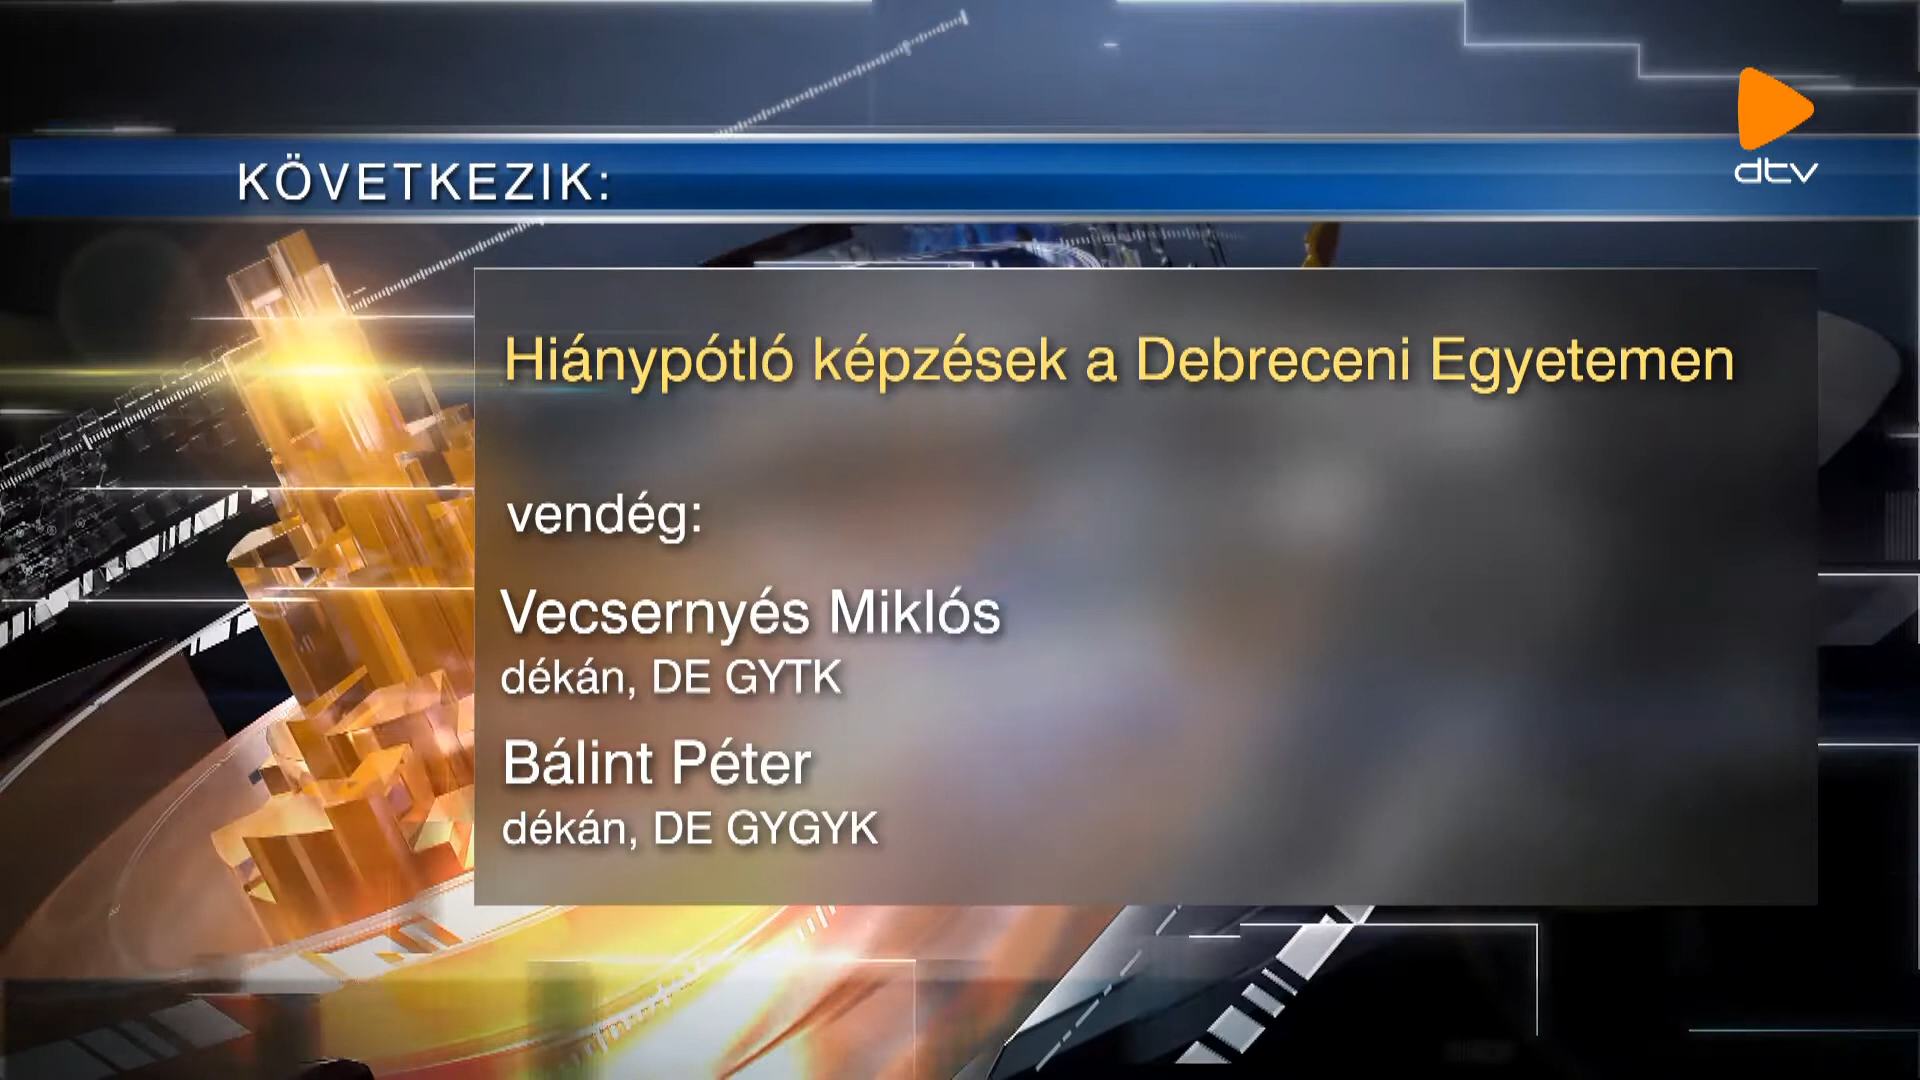 dtv
KÖVETKEZIK:
Hiánypótló képzések a Debreceni Egyetemen
vendég:
Vecsernyés Miklós
dékán, DE GYTK
Bálint Péter
dékán, DE GYGYK